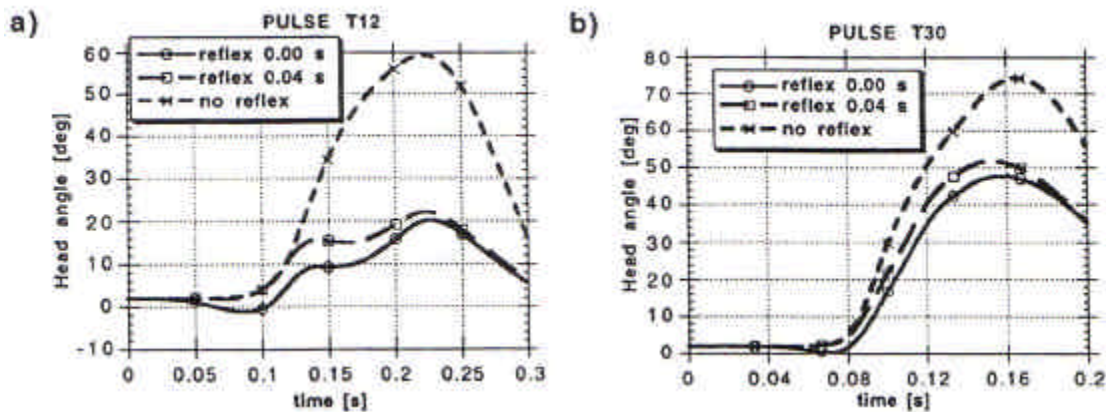 a)
PULSE T12
reflex 0.00 s
reflex 0.04 s
no reflex
Head angle [deg]
60
50
40
30
20
10
0
-10
0
0.05
0.1
0.15
0.2
0.25
0.3
time [s]
b)
PULSE T30
reflex 0.00 s
reflex 0.04 s
no reflex
Head angle [deg]
80
70
60
50
40
30
20
10
0
0
0.04
0.08
0.12
0.16
0.2
time [s]